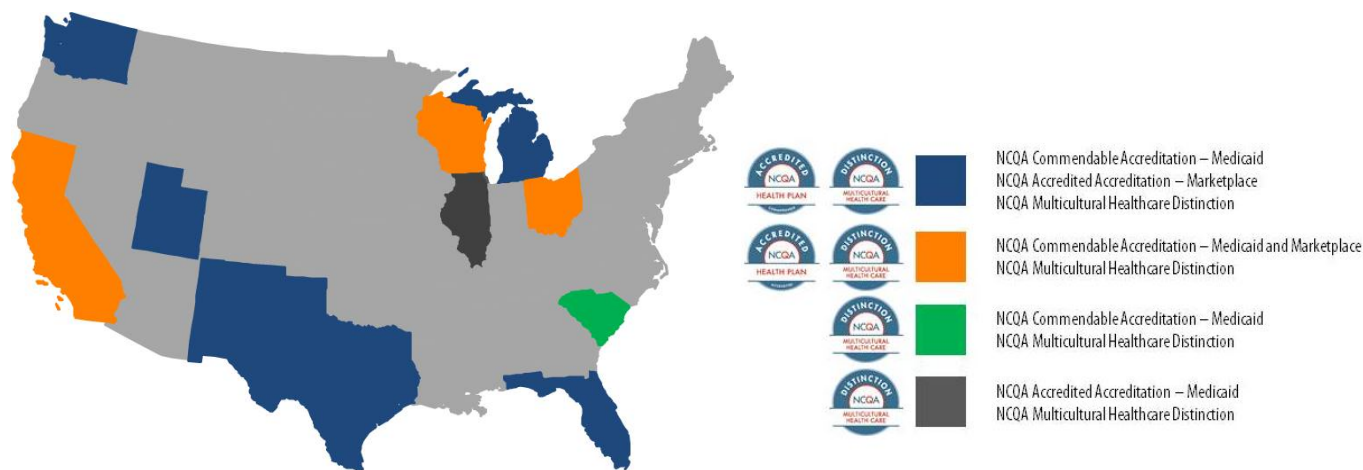 ACCREDITED
NCQA
HEALTH PLAN
DISTINCTION
NCQA
MULTICULTURAL
HEALTH CARE
NCQA Commendable Accreditation – Medicaid
NCQA Accredited Accreditation – Marketplace
NCQA Multicultural Healthcare Distinction
ACCREDITED
NCQA
HEALTH PLAN
DISTINCTION
NCQA
MULTICULTURAL
HEALTH CARE
NCQA Commendable Accreditation – Medicaid and Marketplace
NCQA Multicultural Healthcare Distinction
DISTINCTION
NCQA
MULTICULTURAL
HEALTH CARE
NCQA Commendable Accreditation – Medicaid
NCQA Multicultural Healthcare Distinction
DISTINCTION
NCQA
MULTICULTURAL
HEALTH CARE
NCQA Accredited Accreditation – Medicaid
NCQA Multicultural Healthcare Distinction